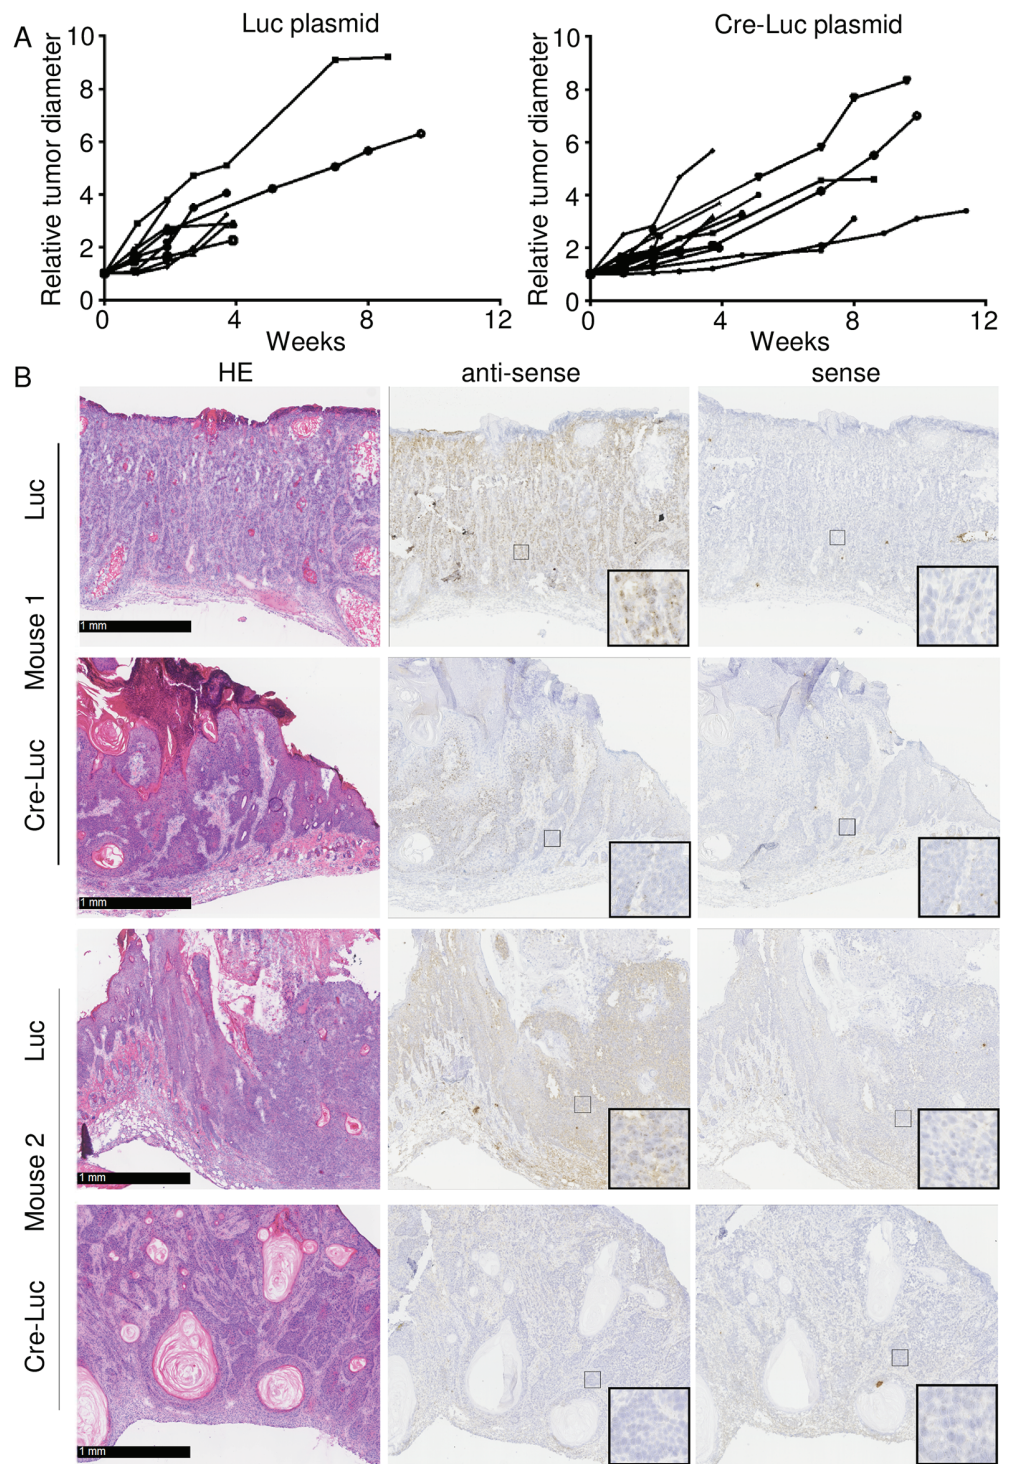 A
Luc plasmid
Cre-Luc plasmid
Relative tumor diameter
10
8
6
4
2
0
0 4 8 12
Weeks
Relative tumor diameter
10
8
6
4
2
0
0 4 8 12
Weeks
B
HE anti-sense sense
Mouse 1
Luc
1 mm
Cre-Luc
1 mm
Mouse 2
Luc
1 mm
Cre-Luc
1 mm